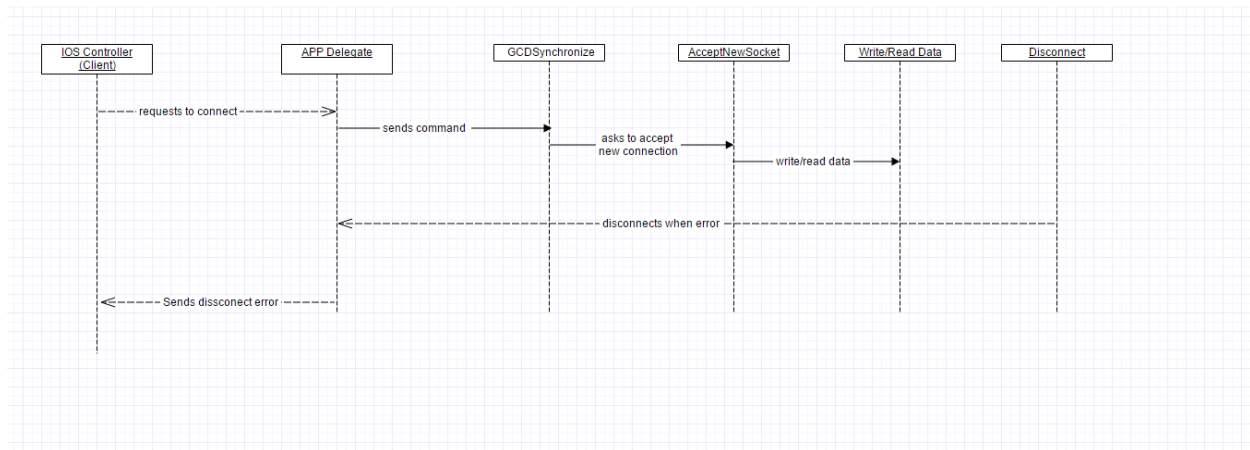 IOS Controller
(Client)
APP Delegate
GCDSynchronize
AcceptNewSocket
Write/Read Data
Disconnect
requests to connect
sends command
asks to accept
new connection
write/read data
disconnects when error
Sends dissconect error